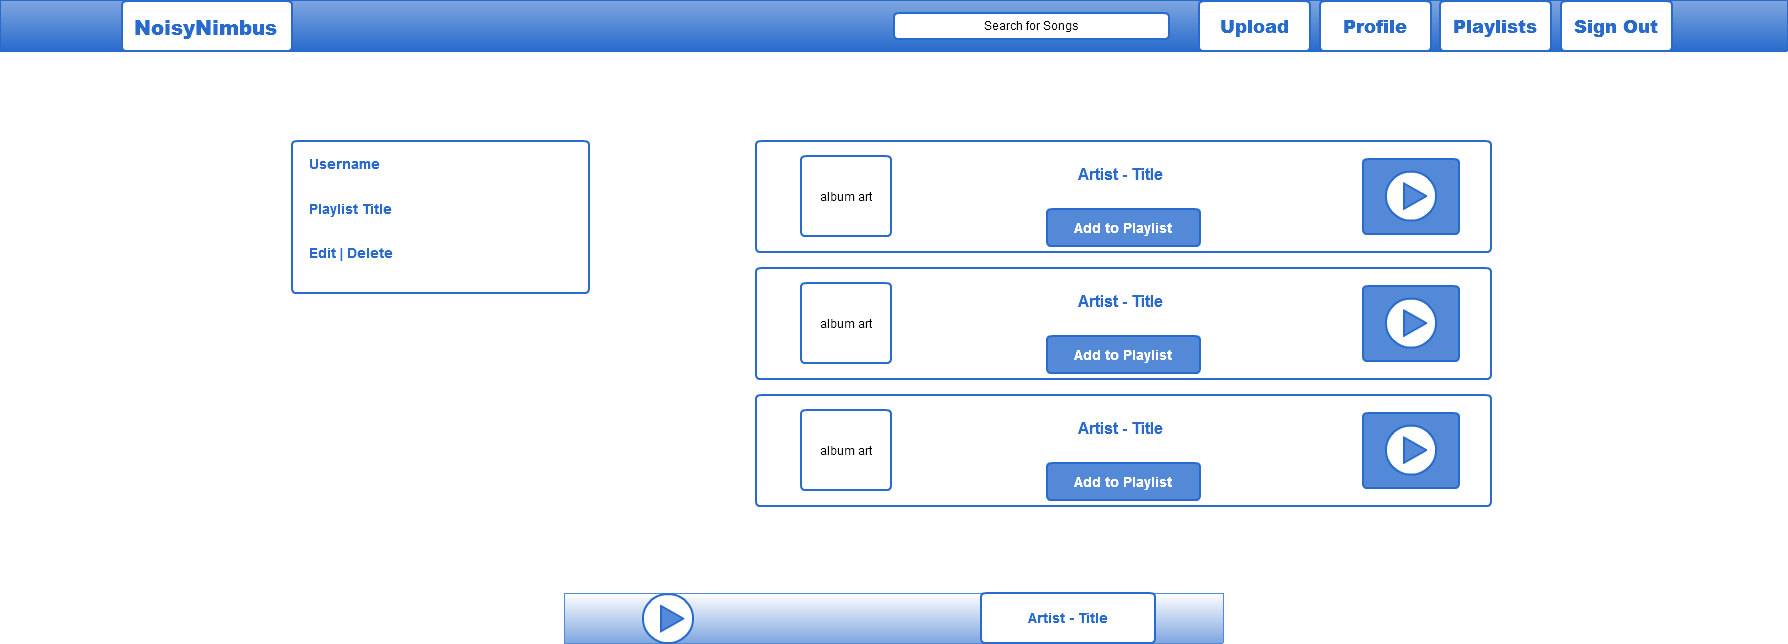 NoisyNimbus
Search for Songs
Upload
Profile
Playlists
Sign Out
Username
Playlist Title
Edit | Delete
album art
Artist - Title
Add to Playlist
album art
Artist - Title
Add to Playlist
album art
Artist - Title
Add to Playlist
Artist - Title